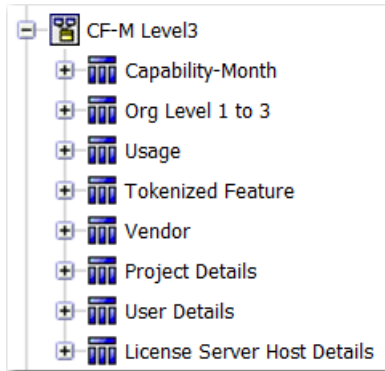 CF-M Level3
Capability-Month
Org Level 1 to 3
Usage
Tokenized Feature
Vendor
Project Details
User Details
License Server Host Details